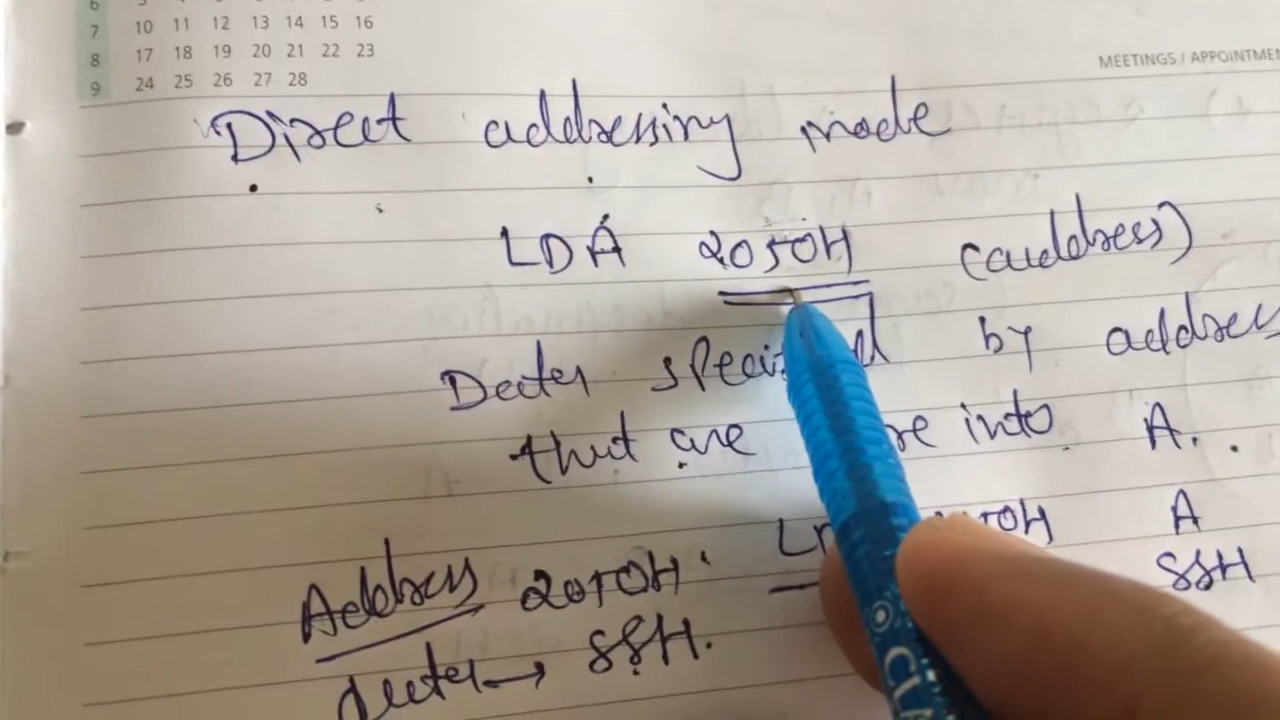 6
7 10 11 12 13 14 15 16
8 17 18 19 20 21 22 23
9 24 25 26 27 28
MEETINGS / APPOINTMEN
Direct addressing mode
LDA 2050H (address)
Data by address
that are into A.
A
Address 2050H.
data → 55H. 55H
CLA